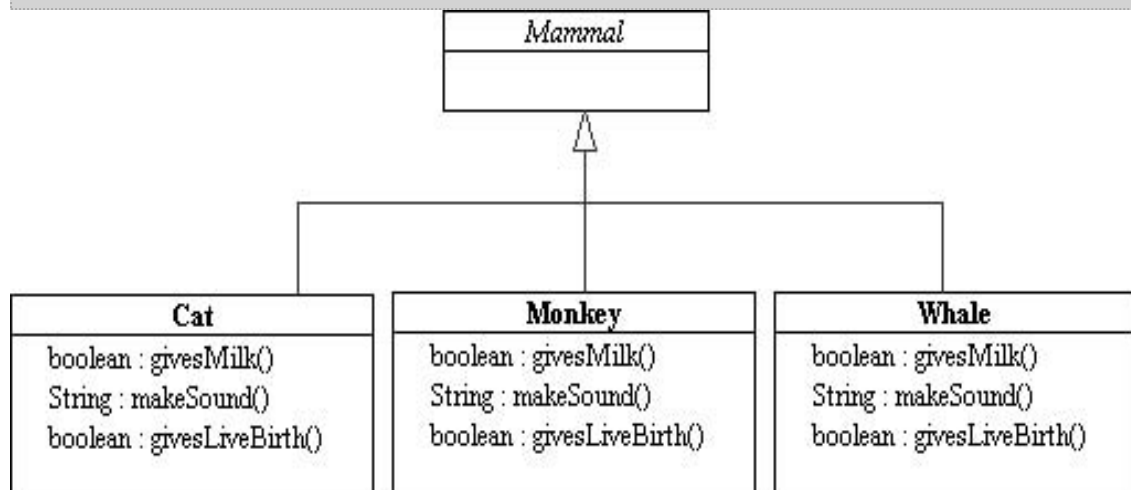 Mammal
Cat
boolean : givesMilk()
String : makeSound()
boolean : givesLiveBirth()
Monkey
boolean : givesMilk()
String : makeSound()
boolean : givesLiveBirth()
Whale
boolean : givesMilk()
String : makeSound()
boolean : givesLiveBirth()